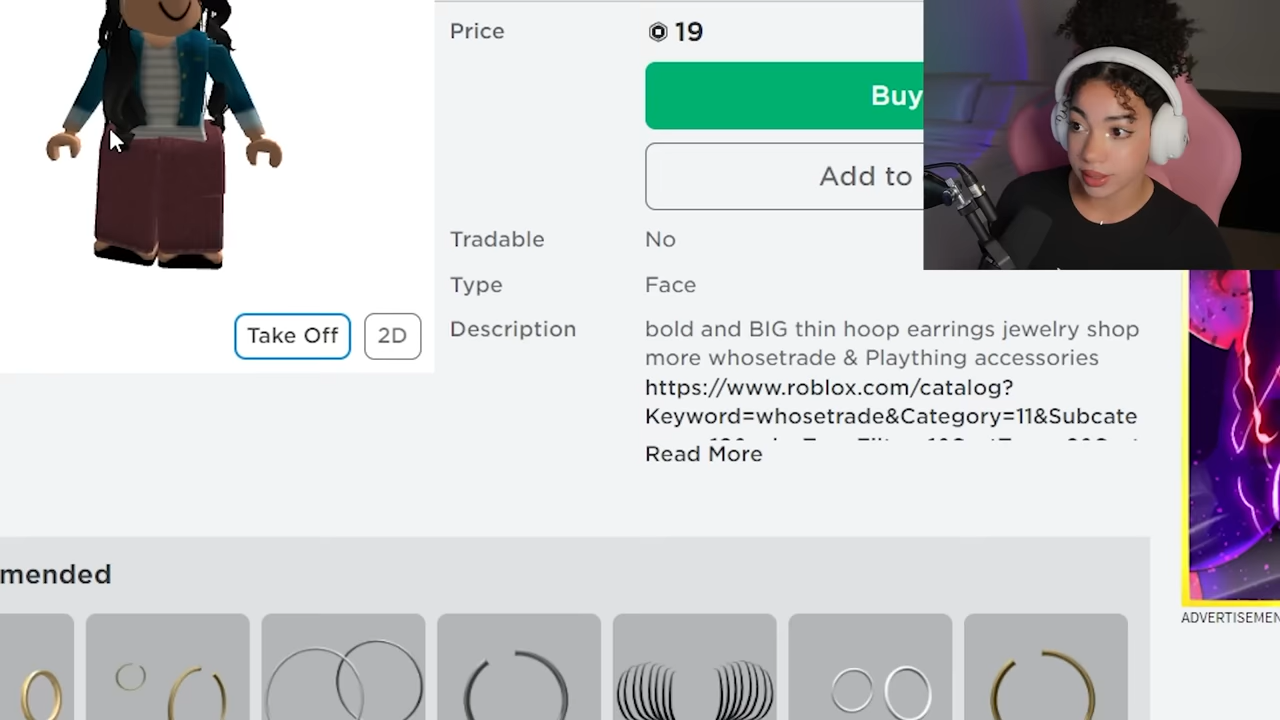 Price
19
Buy
Add to
Tradable
No
Type
Face
Take Off
2D
Description
bold and BIG thin hoop earrings jewelry shop
more whosetrade & Plaything accessories
https://www.roblox.com/catalog?
Keyword=whosetrade&Category=11&Subcate
Read More
mended
ADVERTISEMEN